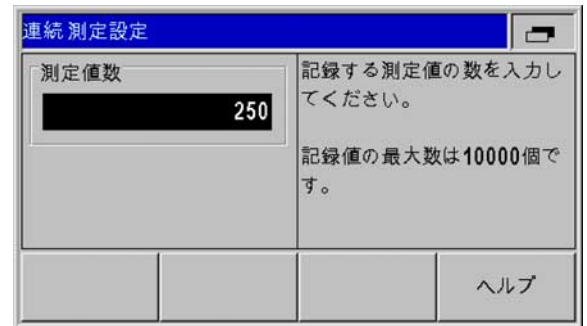 連続 測定設定
測定値数
250
記録する測定値の数を入力し
てください。
記録値の最大数は10000個で
す。
ヘルプ